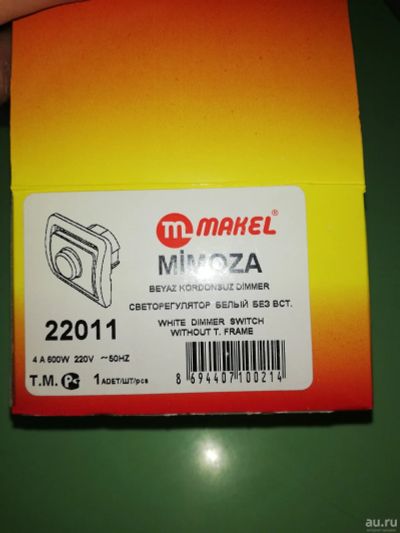 m MAKEL®
MİMOZA
BEYAZ KORDONSUZ DIMMER
СВЕТОРЕГУЛЯТОР БЕЛЫЙ БЕЗ ВСТ.
22011
WHITE DIMMER SWITCH
WITHOUT T. FRAME
4 A 600W 220V ~50HZ
T.M. PC 1 ADET/ШТ/pcs
8 694407 100214
au.ru